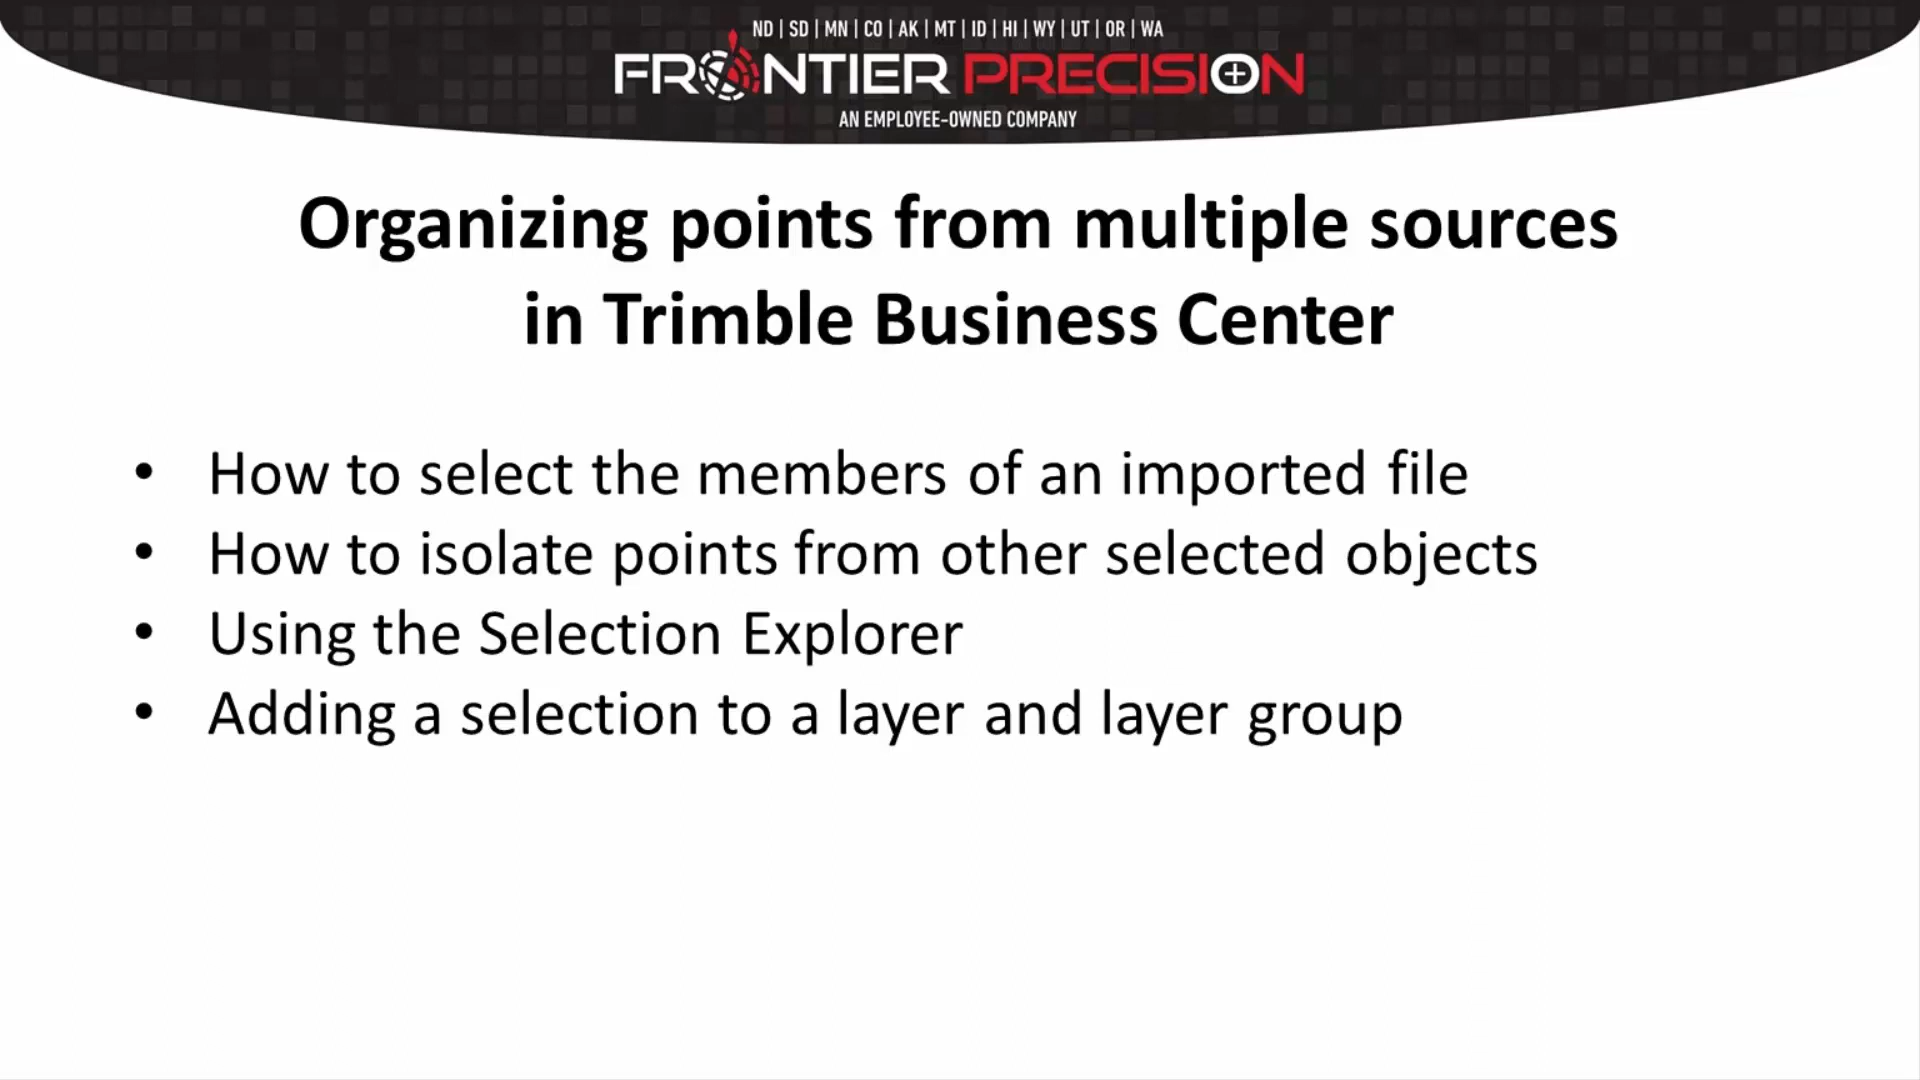 ND | SD | MN | CO | AK | MT | ID | HI | WY | UT | OR | WA
FRONTIER PRECISION
AN EMPLOYEE-OWNED COMPANY
Organizing points from multiple sources
in Trimble Business Center
• How to select the members of an imported file
• How to isolate points from other selected objects
• Using the Selection Explorer
• Adding a selection to a layer and layer group